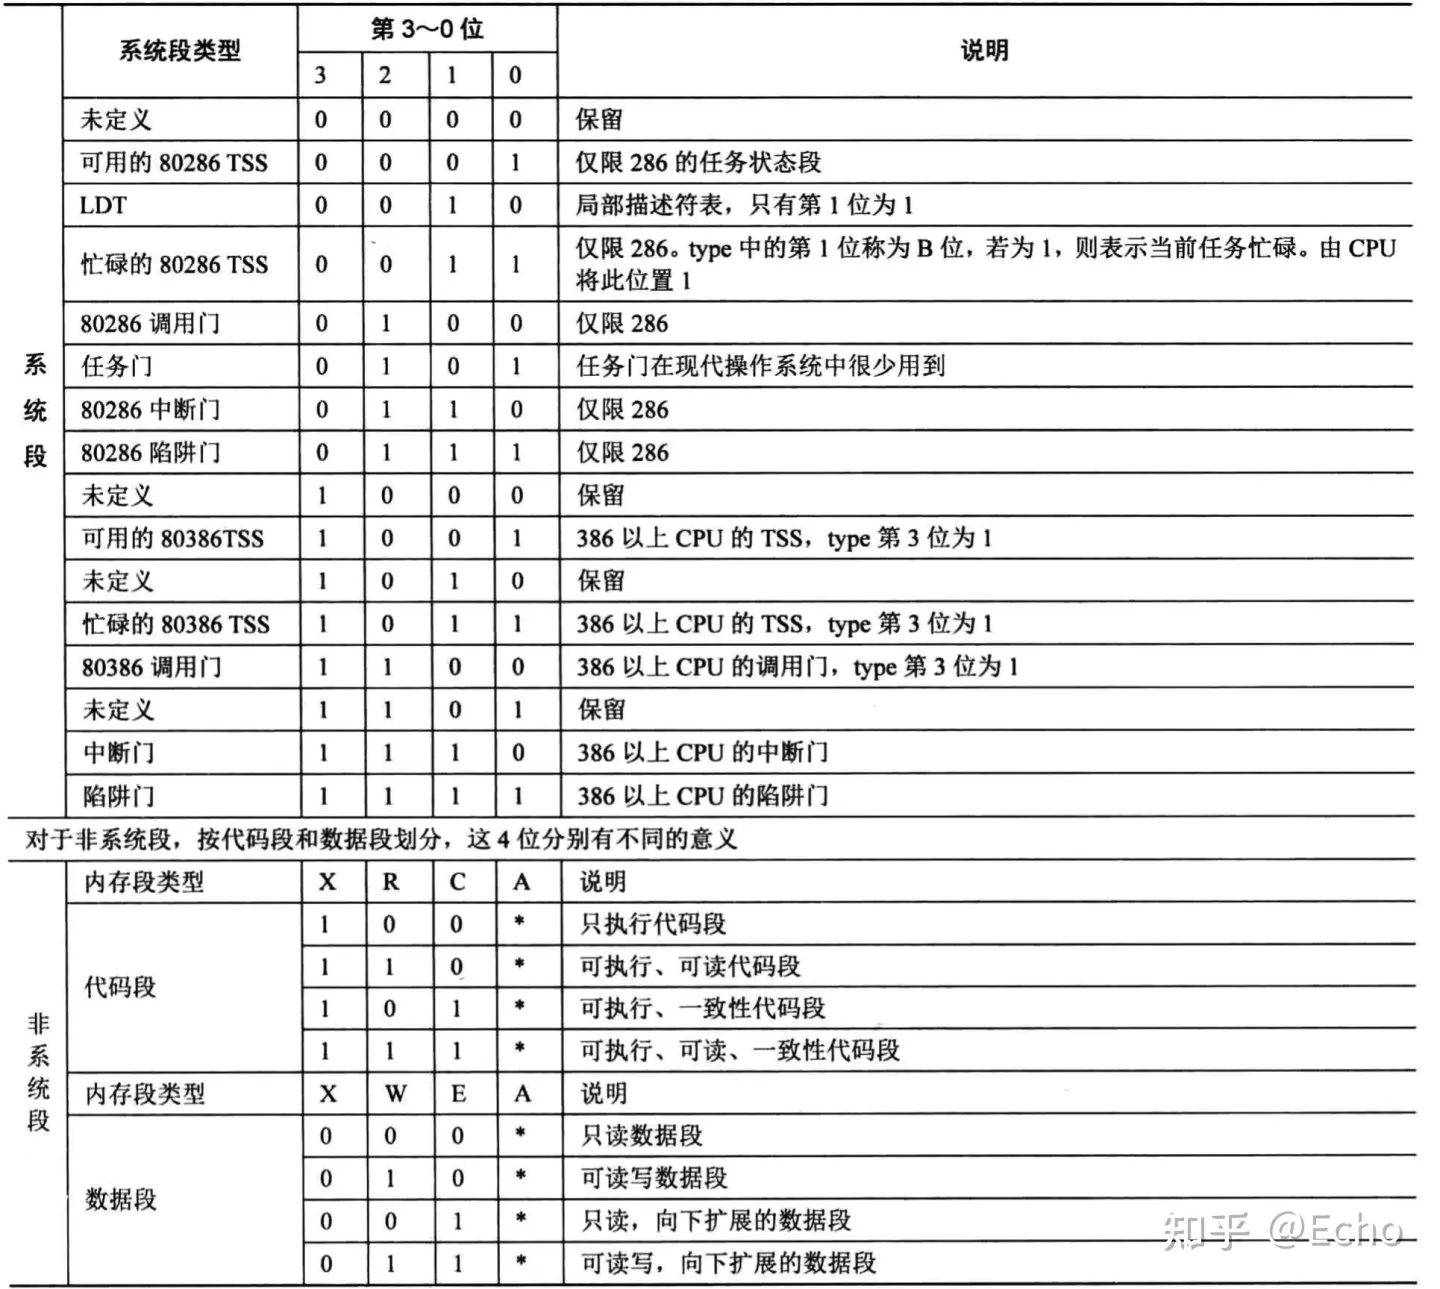 系统段类型 第 3～0 位 说明
3 2 1 0
系统段
未定义 0 0 0 0 保留
可用的 80286 TSS 0 0 0 1 仅限 286 的任务状态段
LDT 0 0 1 0 局部描述符表，只有第 1 位为 1
忙碌的 80286 TSS 0 0 1 1 仅限 286。type 中的第 1 位称为 B 位，若为 1，则表示当前任务忙碌。由 CPU
将此位置 1
80286 调用门 0 1 0 0 仅限 286
任务门 0 1 0 1 任务门在现代操作系统中很少用到
80286 中断门 0 1 1 0 仅限 286
80286 陷阱门 0 1 1 1 仅限 286
未定义 1 0 0 0 保留
可用的 80386TSS 1 0 0 1 386 以上 CPU 的 TSS，type 第 3 位为 1
未定义 1 0 1 0 保留
忙碌的 80386 TSS 1 0 1 1 386 以上 CPU 的 TSS，type 第 3 位为 1
80386 调用门 1 1 0 0 386 以上 CPU 的调用门，type 第 3 位为 1
未定义 1 1 0 1 保留
中断门 1 1 1 0 386 以上 CPU 的中断门
陷阱门 1 1 1 1 386 以上 CPU 的陷阱门
对于非系统段，按代码段和数据段划分，这 4 位分别有不同的意义
非系统段
内存段类型 X R C A 说明
代码段
1 0 0 * 只执行代码段
1 1 0 * 可执行、可读代码段
1 0 1 * 可执行、一致性代码段
1 1 1 * 可执行、可读、一致性代码段
内存段类型 X W E A 说明
数据段
0 0 0 * 只读数据段
0 1 0 * 可读写数据段
0 0 1 * 只读，向下扩展的数据段
0 1 1 * 可读写，向下扩展的数据段
知乎 @Echo